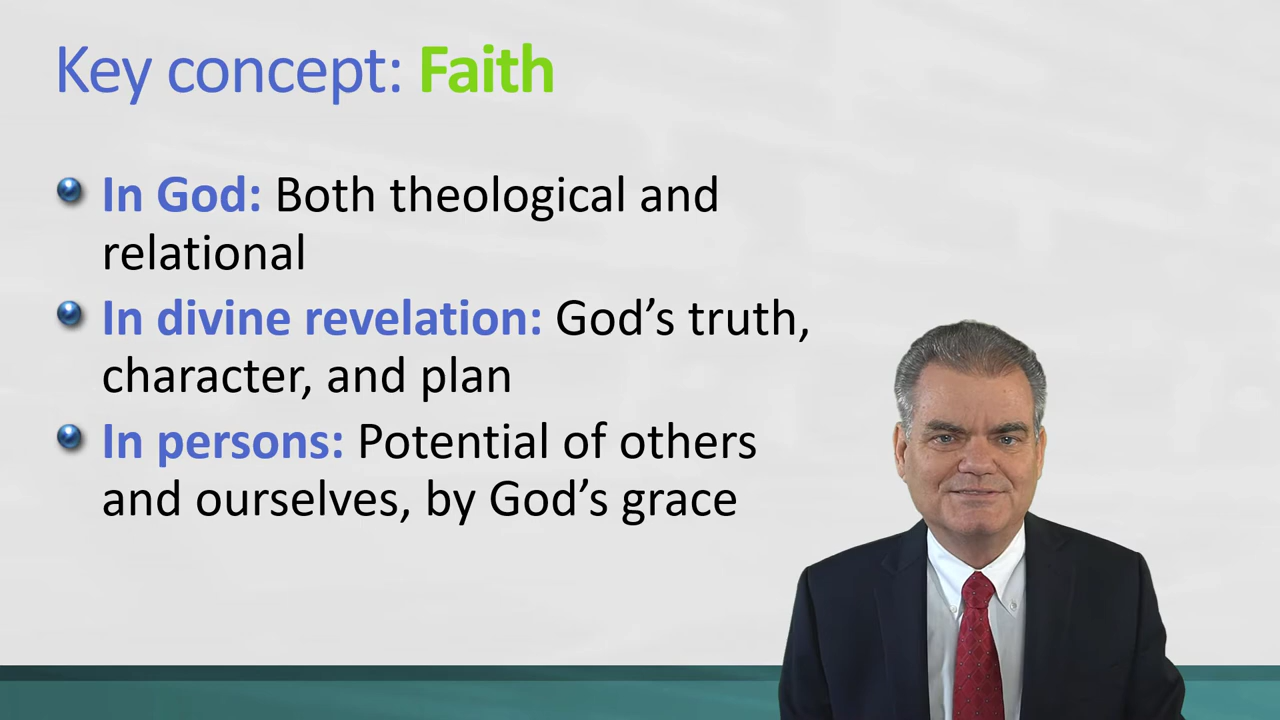 Key concept: Faith
In God: Both theological and
relational
In divine revelation: God’s truth,
character, and plan
In persons: Potential of others
and ourselves, by God’s grace